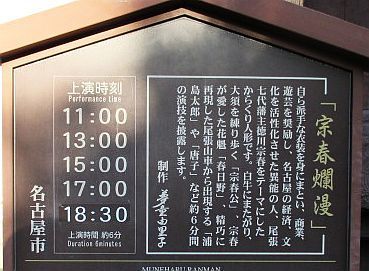 上演時刻
Performance time
11:00
13:00
15:00
17:00
18:30
上演時間 約6分
Duration 6minutes
名古屋市
「宗春爛漫」
自ら派手な衣装を身にまとい、商業、
遊芸を奨励し、名古屋の経済、文
化を活性化させた異能の人、尾張
七代藩主徳川宗春をテーマにした
からくり人形です。白牛にまたがり、
大須を練り歩く「宗春公」、宗春
が愛した花魁「春日野」、精巧に
再現した尾張山車から出現する「浦
島太郎」や「唐子」など約6分間
の演技を披露します。
制作
MUNEHARU RANMAN